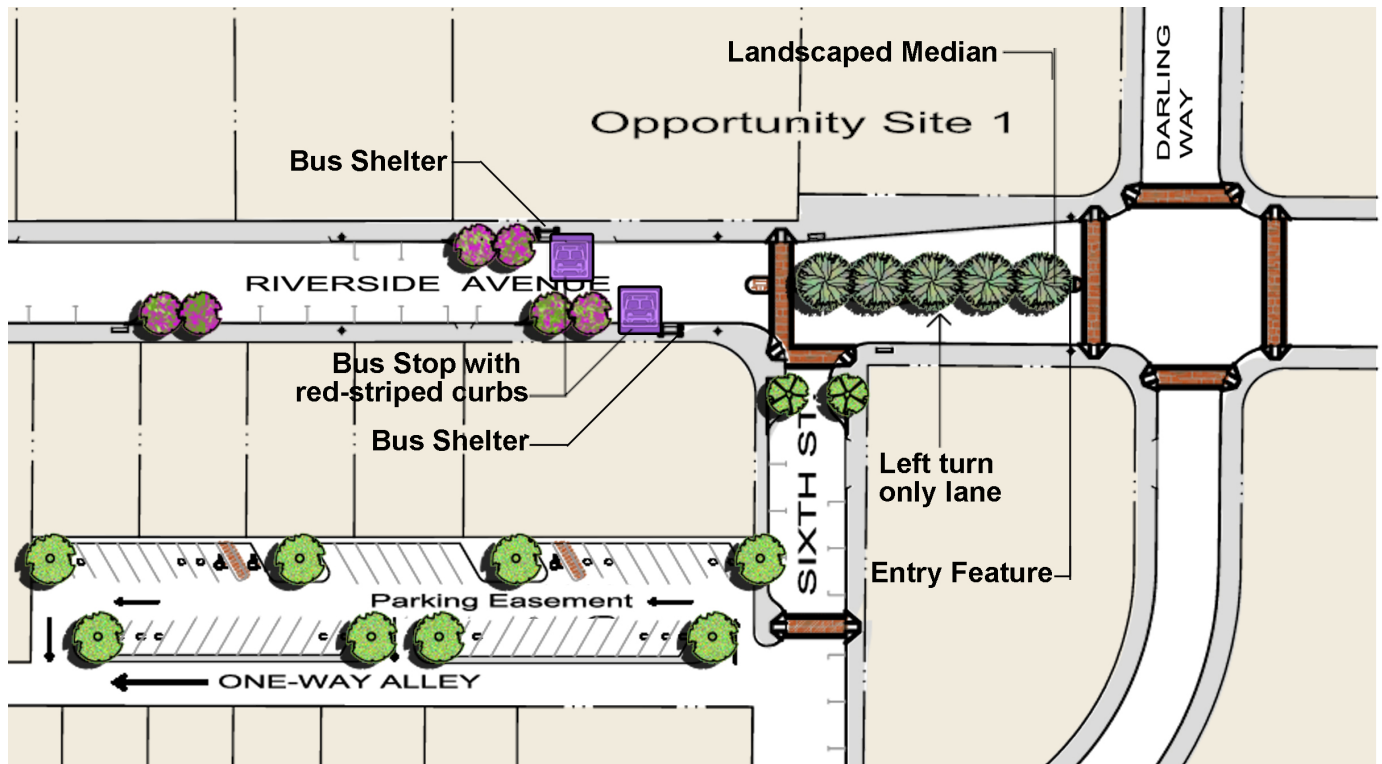 Landscaped Median
DARLING
WAY
Opportunity Site 1
Bus Shelter
RIVERSIDE AVENUE
Bus Stop with
red-striped curbs
Bus Shelter
SIXTH ST.
Left turn
only lane
Entry Feature
Parking Easement
ONE-WAY ALLEY